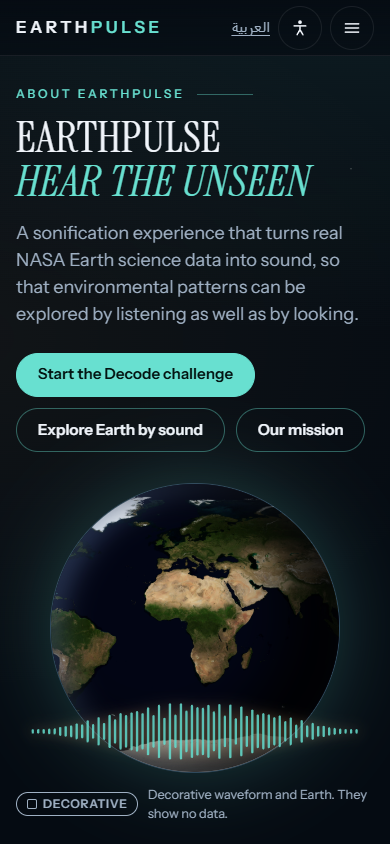 EARTHPULSE
العربية
ABOUT EARTHPULSE
EARTHPULSE
HEAR THE UNSEEN
A sonification experience that turns real
NASA Earth science data into sound, so
that environmental patterns can be
explored by listening as well as by looking.
Start the Decode challenge
Explore Earth by sound
Our mission
DECORATIVE
Decorative waveform and Earth. They
show no data.